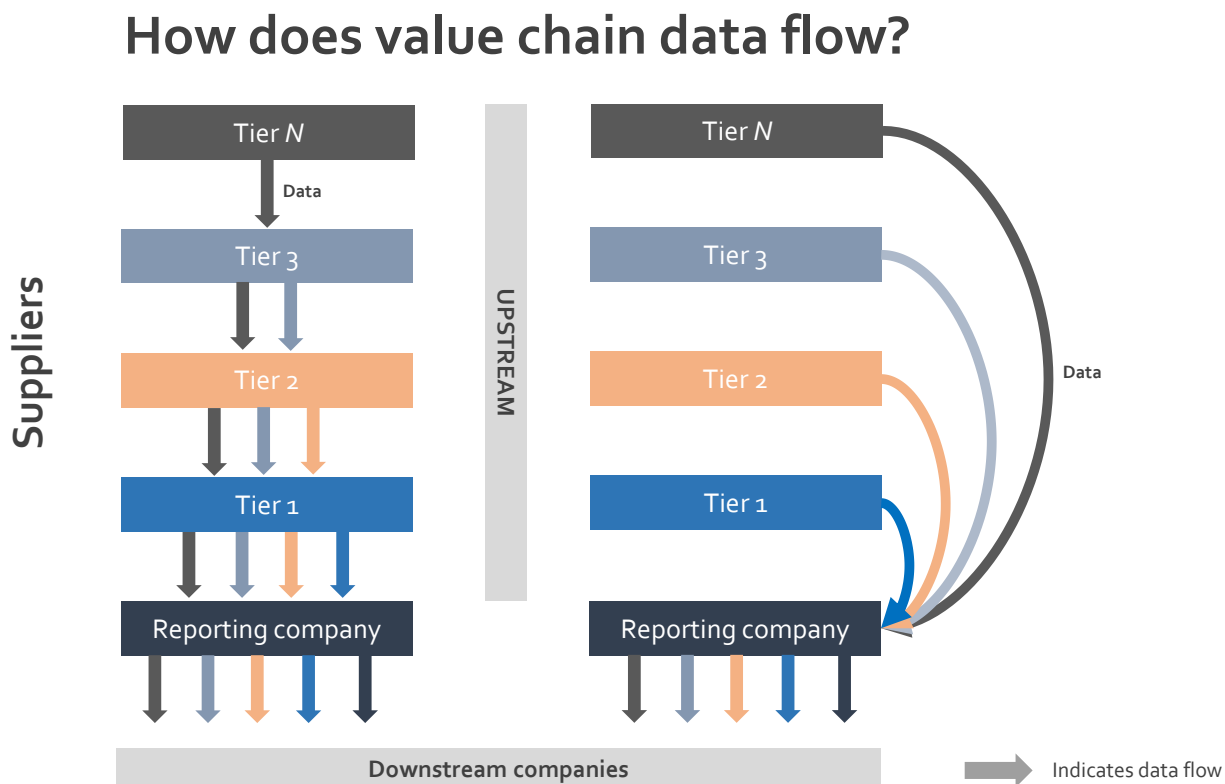 How does value chain data flow?
Suppliers
Tier N
Data
Tier 3
Tier 2
Tier 1
Reporting company
UPSTREAM
Tier N
Tier 3
Tier 2
Tier 1
Reporting company
Data
Downstream companies
Indicates data flow